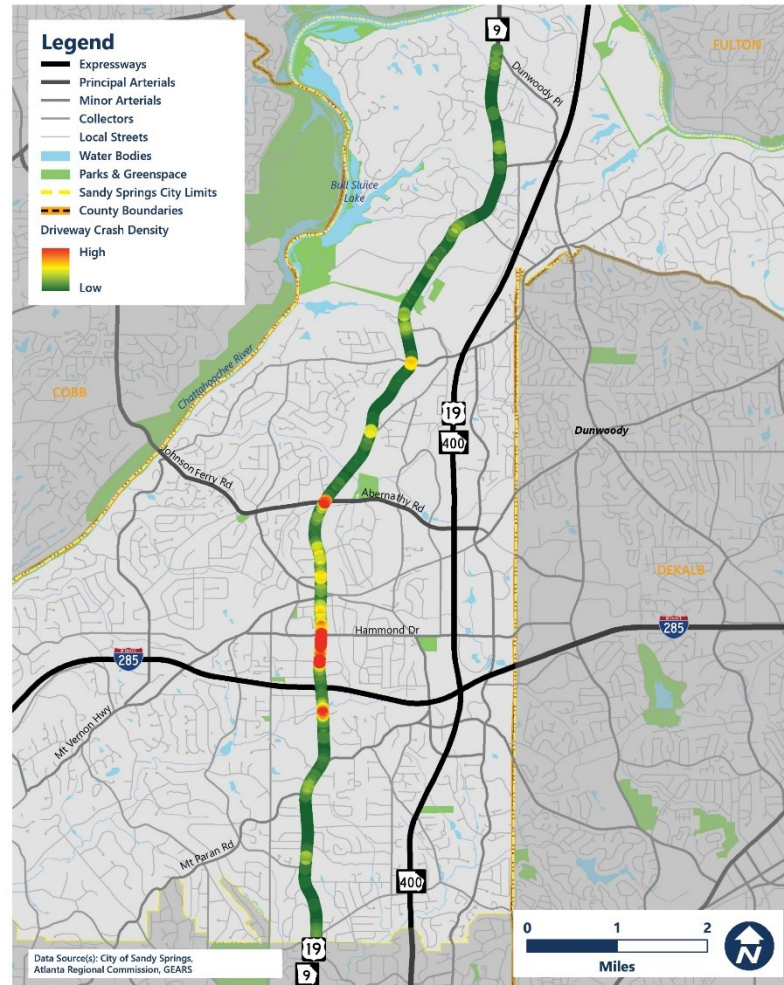 Legend
Expressways
Principal Arterials
Minor Arterials
Collectors
Local Streets
Water Bodies
Parks & Greenspace
Sandy Springs City Limits
County Boundaries
Driveway Crash Density
High
Low
9
Dunwoody Pl
FULTON
Bull Sluice
Lake
Chattahoochee River
COBB
19
400
Dunwoody
Johnson Ferry Rd
Abernathy Rd
DEKALB
Hammond Dr
INTERSTATE
285
INTERSTATE
285
Mt Vernon Hwy
Mt Paran Rd
400
19
9
0 1 2
Miles
N
Data Source(s): City of Sandy Springs,
Atlanta Regional Commission, GEARS